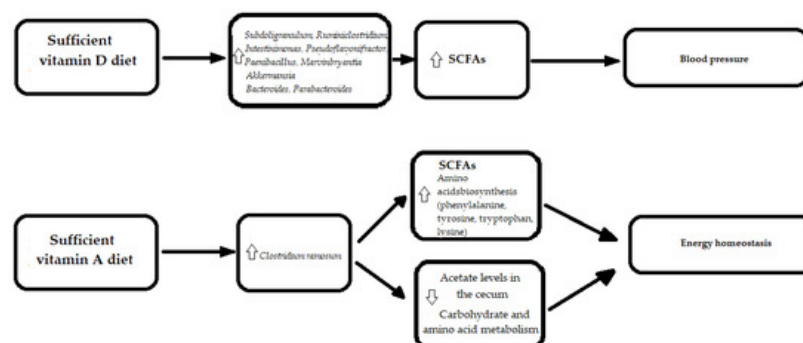 Sufficient
vitamin D diet
Subdoligranulum, Ruminiclostridium,
Intestinimonas, Pseudoflavonifractor,
Paenibacillus, Marvinbryantia
Akkermansia
Bacteroides, Parabacteroides
SCFAs
Blood pressure
Sufficient
vitamin A diet
Clostridium ramosum
SCFAs
Amino
acidsbiosynthesis
(phenylalanine,
tyrosine, tryptophan,
lysine)
Acetate levels in
the cecum
Carbohydrate and
amino acid metabolism
Energy homeostasis